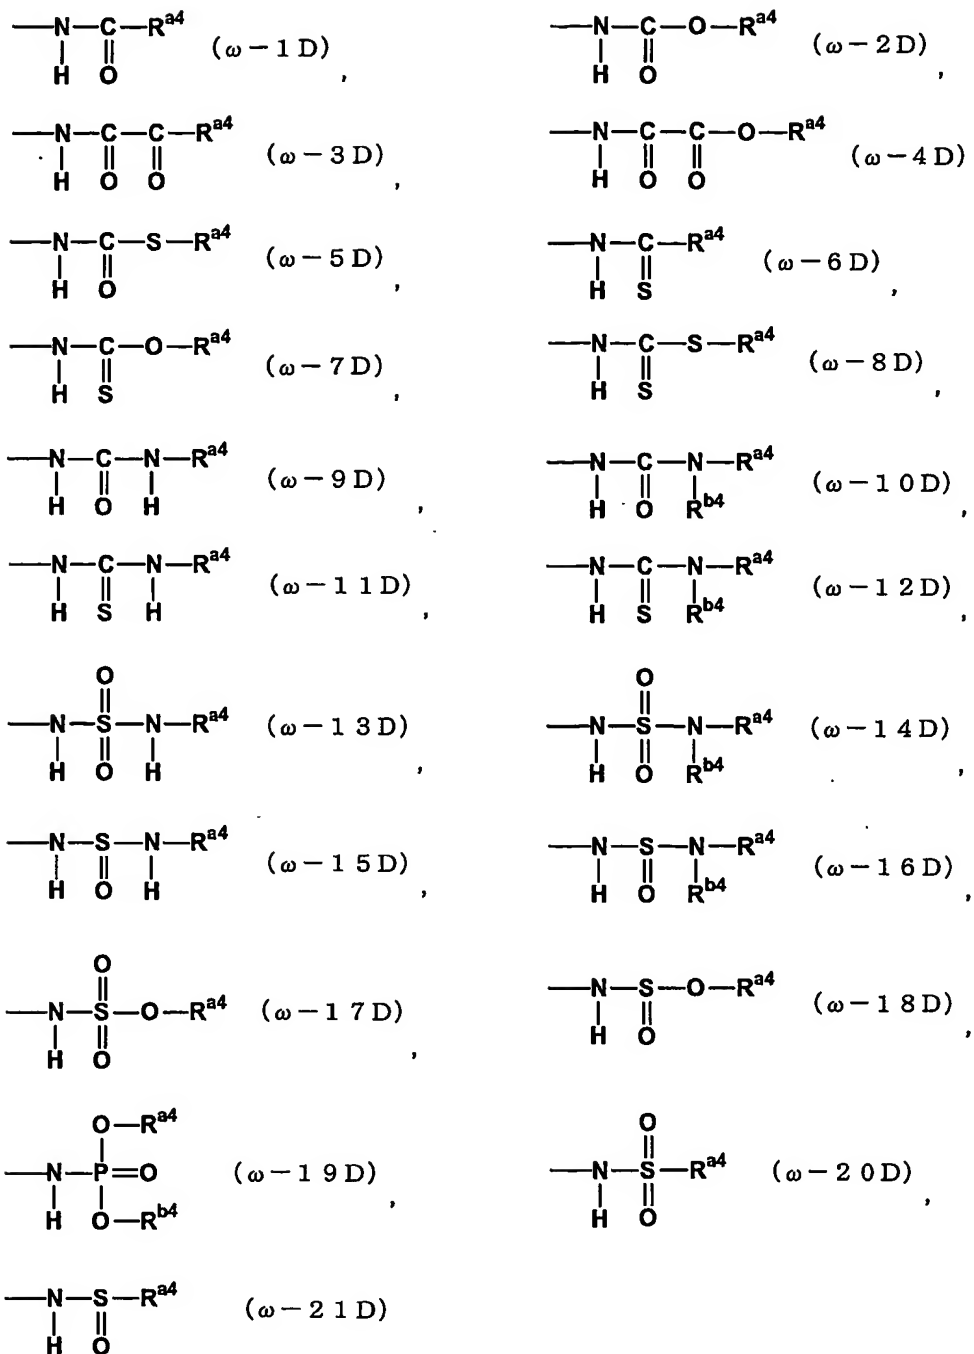 —N—C—R^a4 (ω-1D),
H O
—N—C—O—R^a4 (ω-2D),
H O
—N—C—C—R^a4 (ω-3D),
H O O
—N—C—C—O—R^a4 (ω-4D)
H O O
—N—C—S—R^a4 (ω-5D),
H O
—N—C—R^a4 (ω-6D),
H S
—N—C—O—R^a4 (ω-7D),
H S
—N—C—S—R^a4 (ω-8D),
H S
—N—C—N—R^a4 (ω-9D),
H O H
—N—C—N—R^a4 (ω-10D),
H O R^b4
—N—C—N—R^a4 (ω-11D),
H S H
—N—C—N—R^a4 (ω-12D),
H S R^b4
O
—N—S—N—R^a4 (ω-13D),
H O H
O
—N—S—N—R^a4 (ω-14D),
H O R^b4
—N—S—N—R^a4 (ω-15D),
H O H
—N—S—N—R^a4 (ω-16D),
H O R^b4
O
—N—S—O—R^a4 (ω-17D),
H O
—N—S—O—R^a4 (ω-18D),
H O
O—R^a4
—N—P=O (ω-19D),
H O—R^b4
O
—N—S—R^a4 (ω-20D),
H O
—N—S—R^a4 (ω-21D)
H O